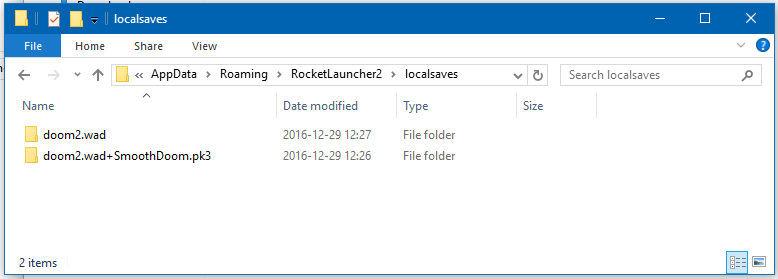 localsaves
File Home Share View
AppData Roaming RocketLauncher2 localsaves Search localsaves
Name Date modified Type Size
doom2.wad 2016-12-29 12:27 File folder
doom2.wad+SmoothDoom.pk3 2016-12-29 12:26 File folder
2 items